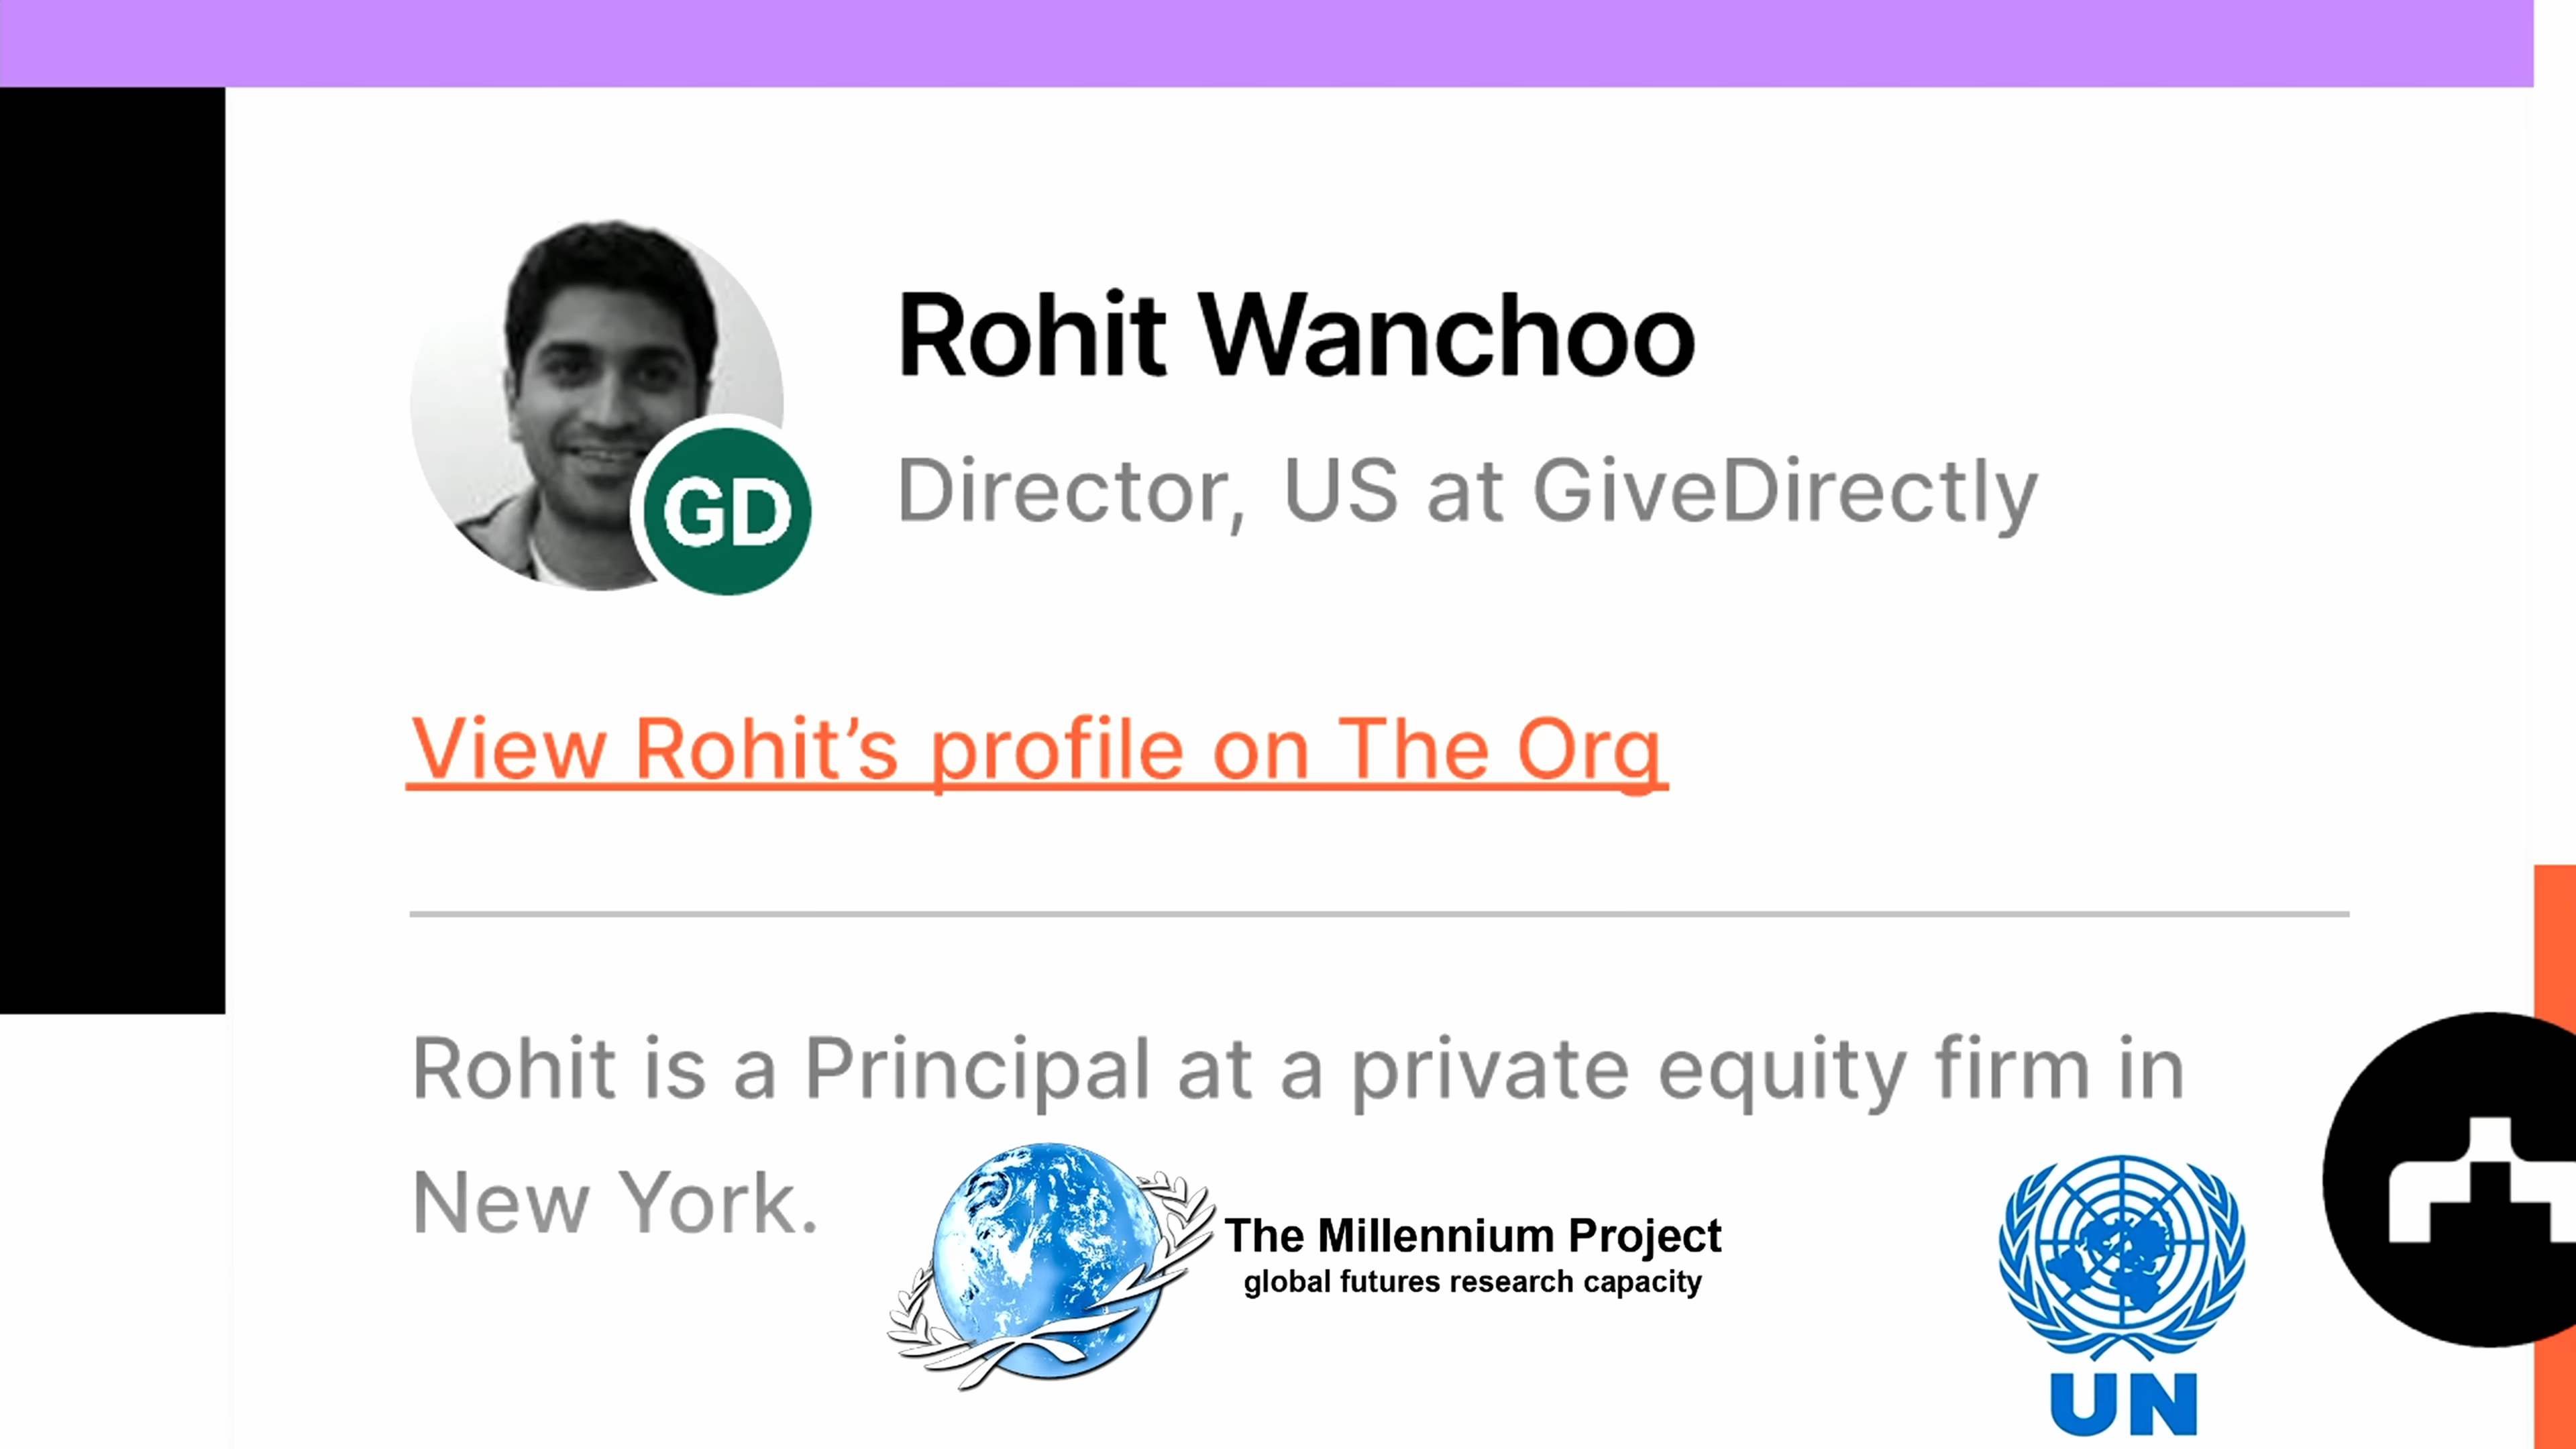 Rohit Wanchoo
Director, US at GiveDirectly
GD
View Rohit’s profile on The Org
Rohit is a Principal at a private equity firm in
New York.
The Millennium Project
global futures research capacity
UN